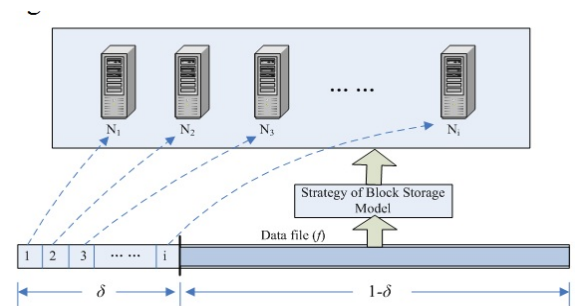 ... ...
N₁
N₂
N₃
Nᵢ
Strategy of Block Storage
Model
Data file (f)
1 2 3 ... ... i
δ
1-δ